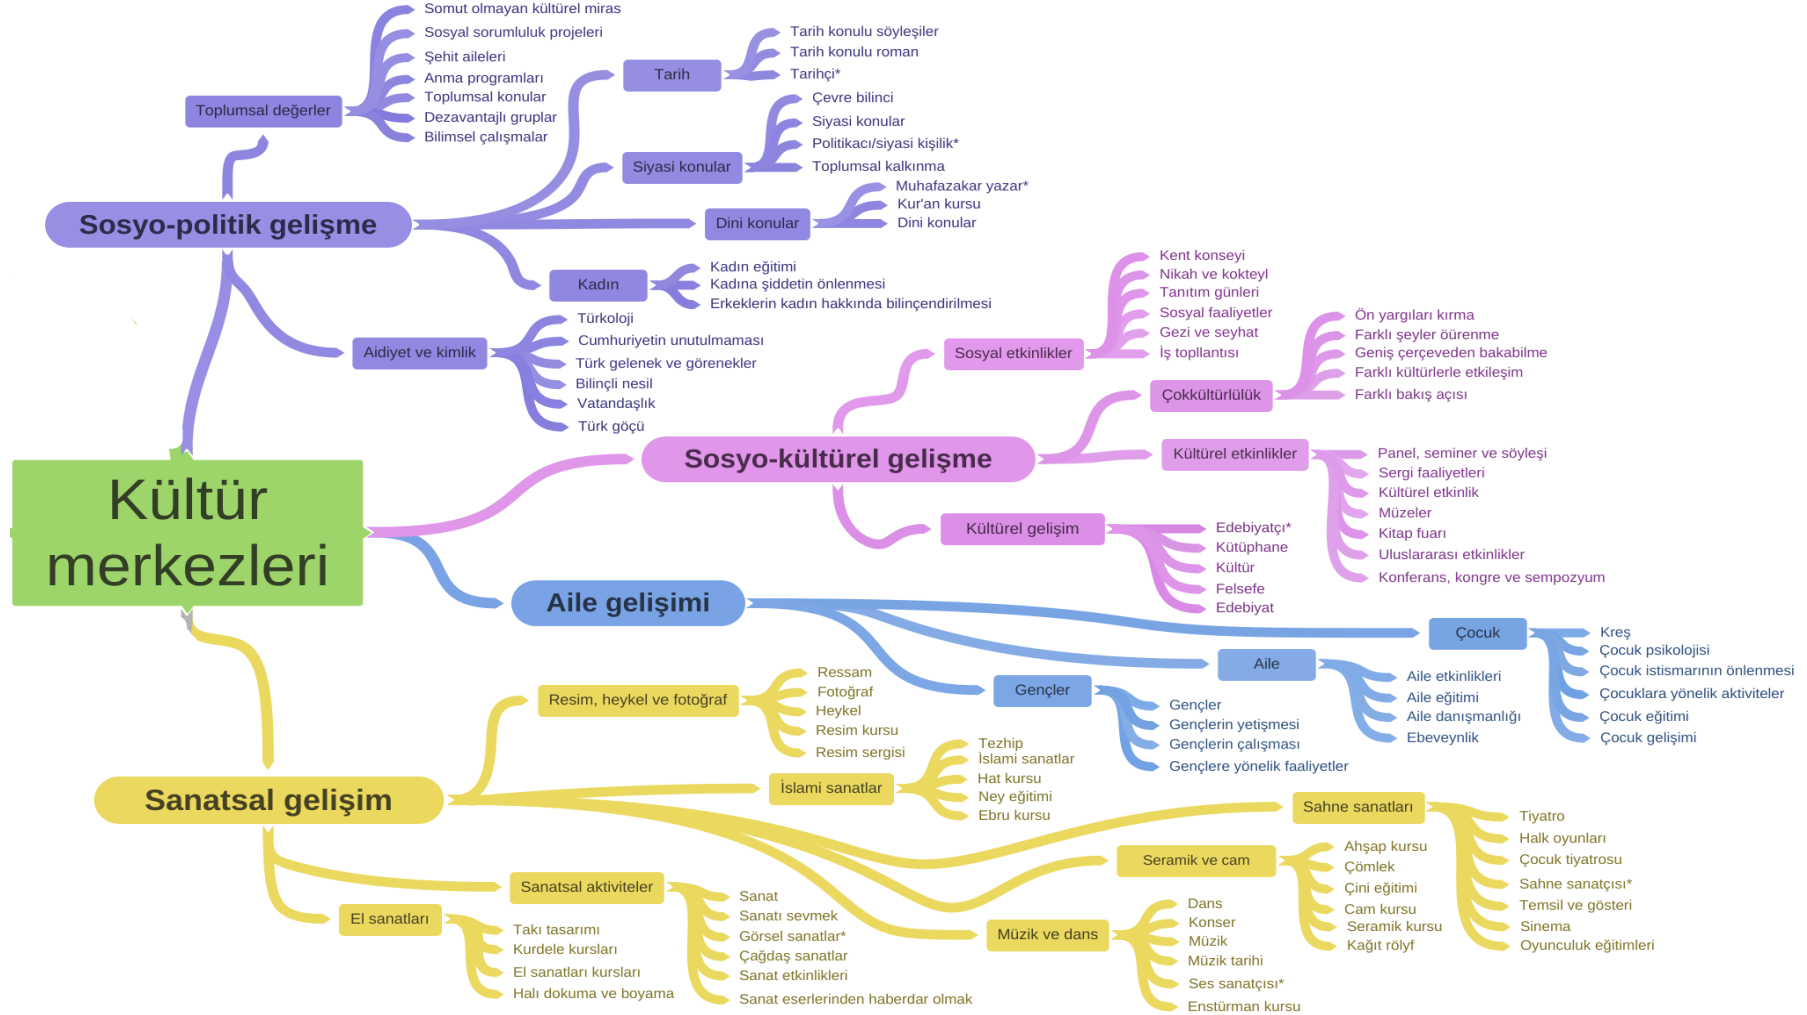 Kültür
merkezleri
Sosyo-politik gelişme
Toplumsal değerler
Somut olmayan kültürel miras
Sosyal sorumluluk projeleri
Şehit aileleri
Anma programları
Toplumsal konular
Dezavantajlı gruplar
Bilimsel çalışmalar
Tarih
Tarih konulu söyleşiler
Tarih konulu roman
Tarihçi*
Siyasi konular
Çevre bilinci
Siyasi konular
Politikacı/siyasi kişilik*
Toplumsal kalkınma
Dini konular
Muhafazakar yazar*
Kur'an kursu
Dini konular
Kadın
Kadın eğitimi
Kadına şiddetin önlenmesi
Erkeklerin kadın hakkında bilinçendirilmesi
Aidiyet ve kimlik
Türkoloji
Cumhuriyetin unutulmaması
Türk gelenek ve görenekler
Bilinçli nesil
Vatandaşlık
Türk göçü
Sosyo-kültürel gelişme
Sosyal etkinlikler
Kent konseyi
Nikah ve kokteyl
Tanıtım günleri
Sosyal faaliyetler
Gezi ve seyhat
İş topllantısı
Çokkültürlülük
Ön yargıları kırma
Farklı şeyler öürenme
Geniş çerçeveden bakabilme
Farklı kültürlerle etkileşim
Farklı bakış açısı
Kültürel etkinlikler
Panel, seminer ve söyleşi
Sergi faaliyetleri
Kültürel etkinlik
Müzeler
Kitap fuarı
Uluslararası etkinlikler
Konferans, kongre ve sempozyum
Kültürel gelişim
Edebiyatçı*
Kütüphane
Kültür
Felsefe
Edebiyat
Aile gelişimi
Çocuk
Kreş
Çocuk psikolojisi
Çocuk istismarının önlenmesi
Çocuklara yönelik aktiviteler
Çocuk eğitimi
Çocuk gelişimi
Aile
Aile etkinlikleri
Aile eğitimi
Aile danışmanlığı
Ebeveynlik
Gençler
Gençler
Gençlerin yetişmesi
Gençlerin çalışması
Gençlere yönelik faaliyetler
Sanatsal gelişim
Resim, heykel ve fotoğraf
Ressam
Fotoğraf
Heykel
Resim kursu
Resim sergisi
İslami sanatlar
Tezhip
İslami sanatlar
Hat kursu
Ney eğitimi
Ebru kursu
Sahne sanatları
Tiyatro
Halk oyunları
Çocuk tiyatrosu
Sahne sanatçısı*
Temsil ve gösteri
Sinema
Oyunculuk eğitimleri
Seramik ve cam
Ahşap kursu
Çömlek
Çini eğitimi
Cam kursu
Seramik kursu
Kağıt rölyf
Müzik ve dans
Dans
Konser
Müzik
Müzik tarihi
Ses sanatçısı*
Enstürman kursu
Sanatsal aktiviteler
Sanat
Sanatı sevmek
Görsel sanatlar*
Çağdaş sanatlar
Sanat etkinlikleri
Sanat eserlerinden haberdar olmak
El sanatları
Takı tasarımı
Kurdele kursları
El sanatları kursları
Halı dokuma ve boyama